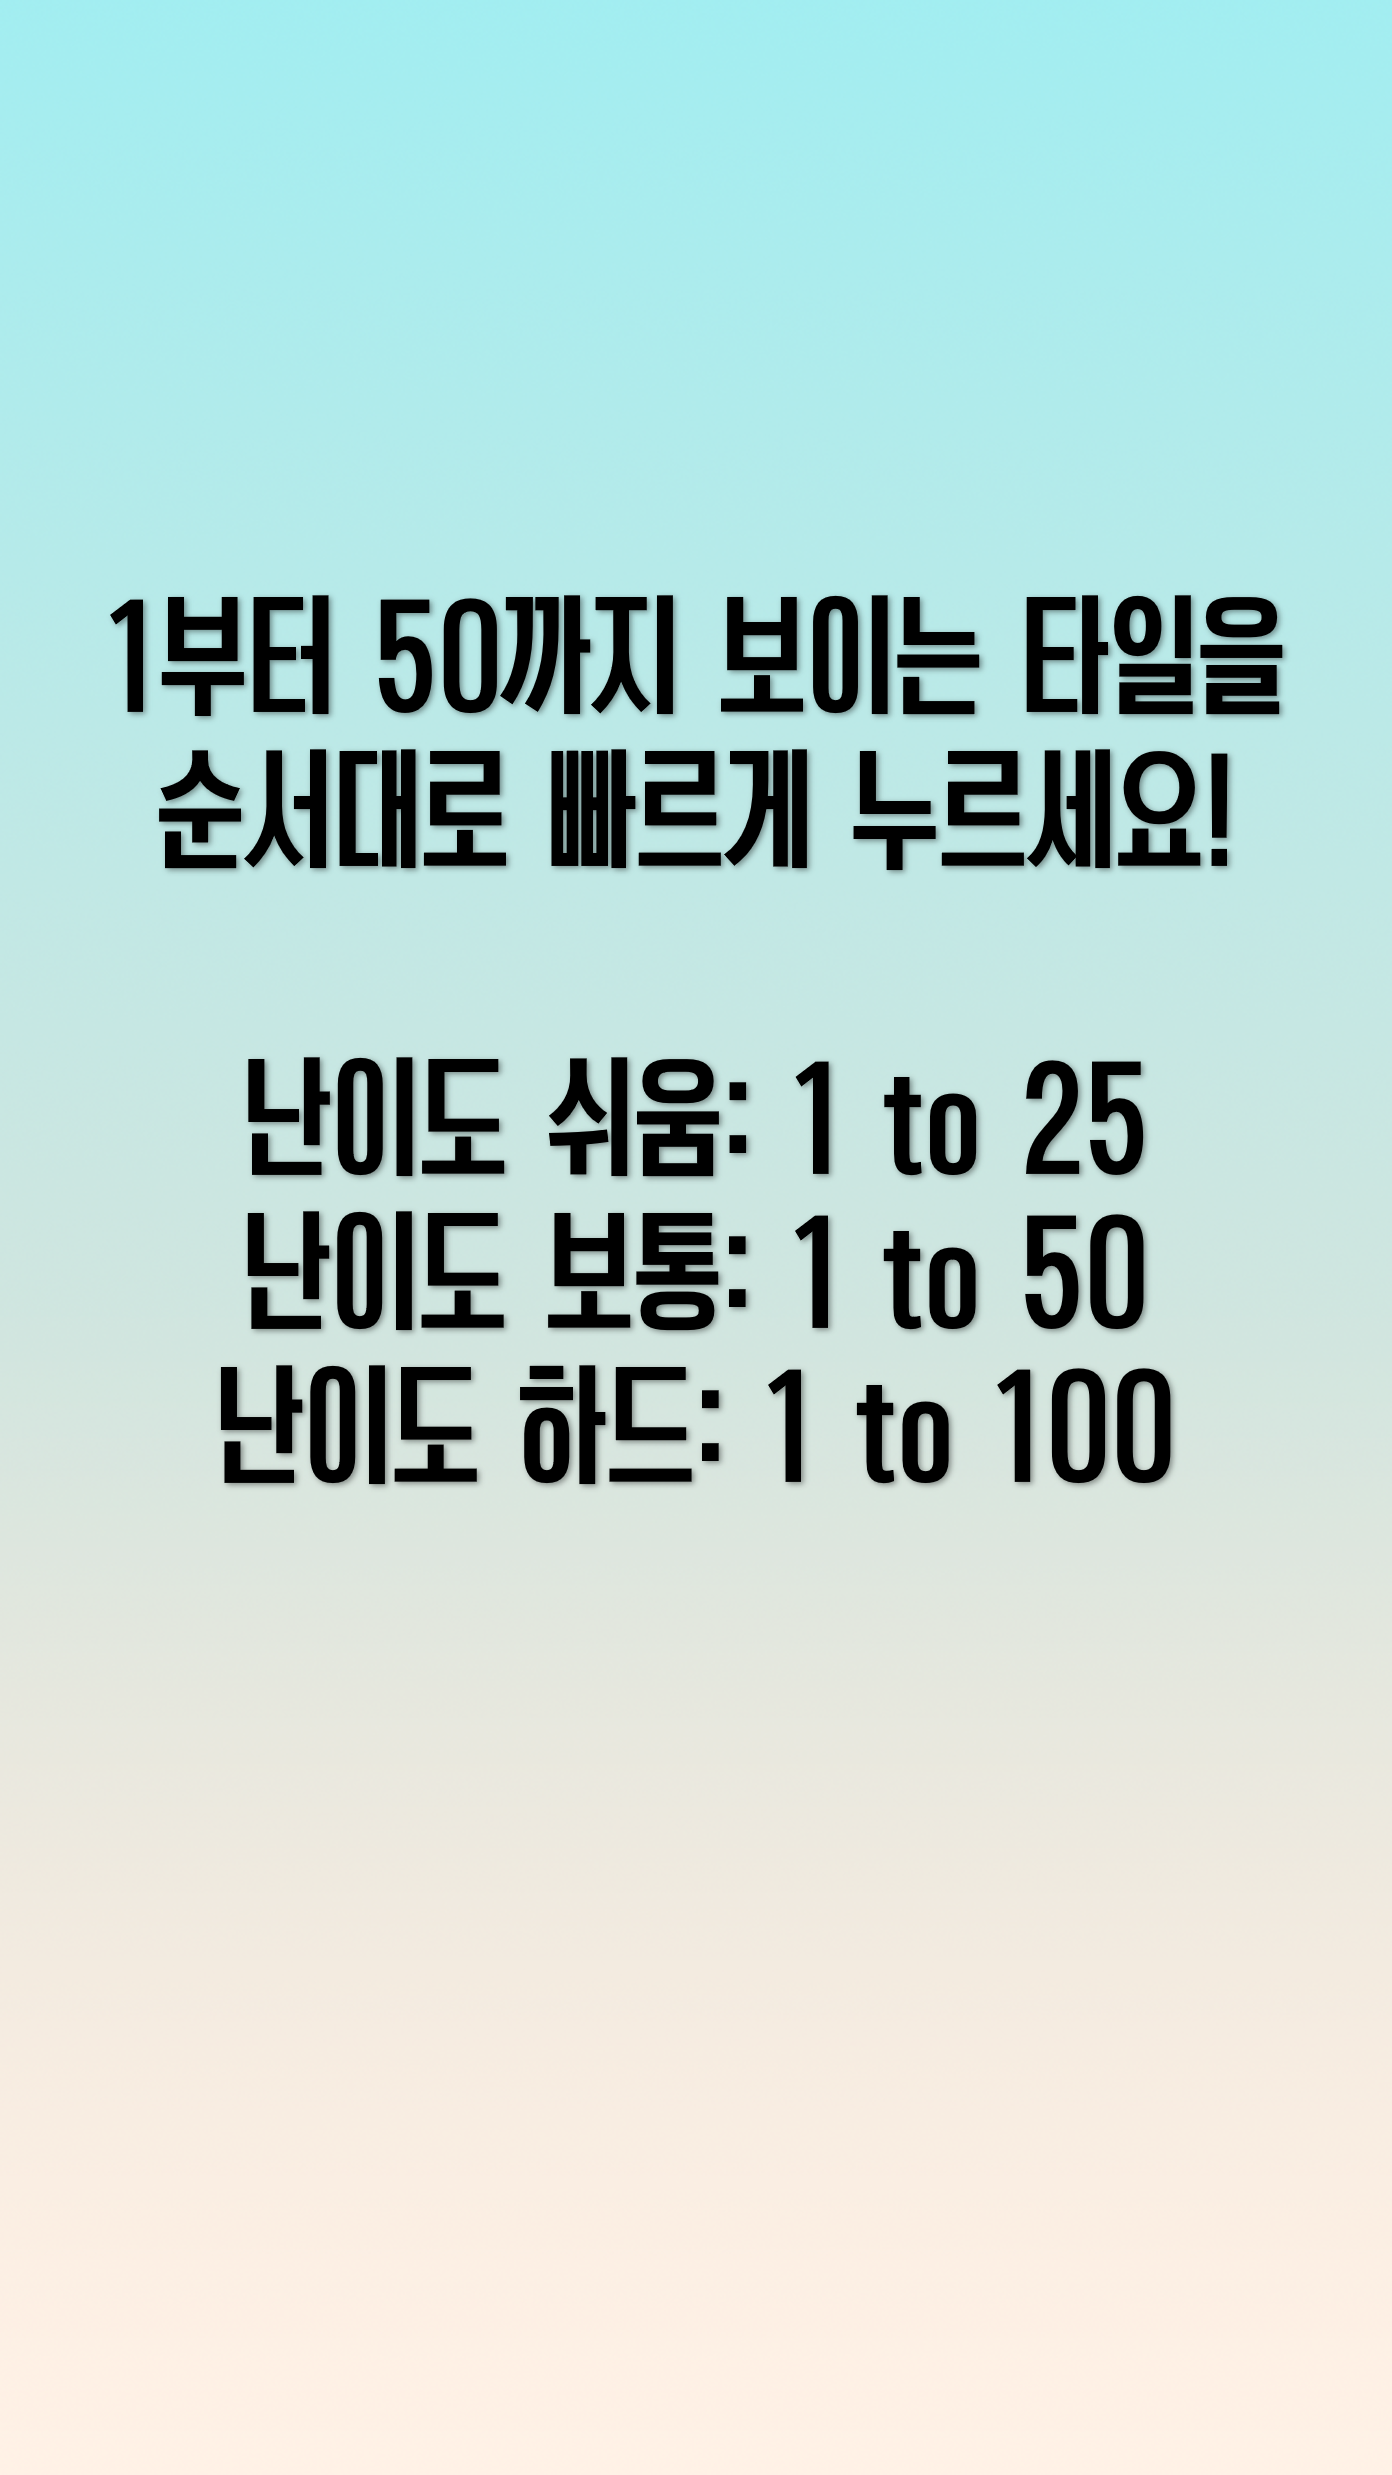 1부터 50까지 보이는 타일을
순서대로 빠르게 누르세요!
난이도 쉬움: 1 to 25
난이도 보통: 1 to 50
난이도 하드: 1 to 100